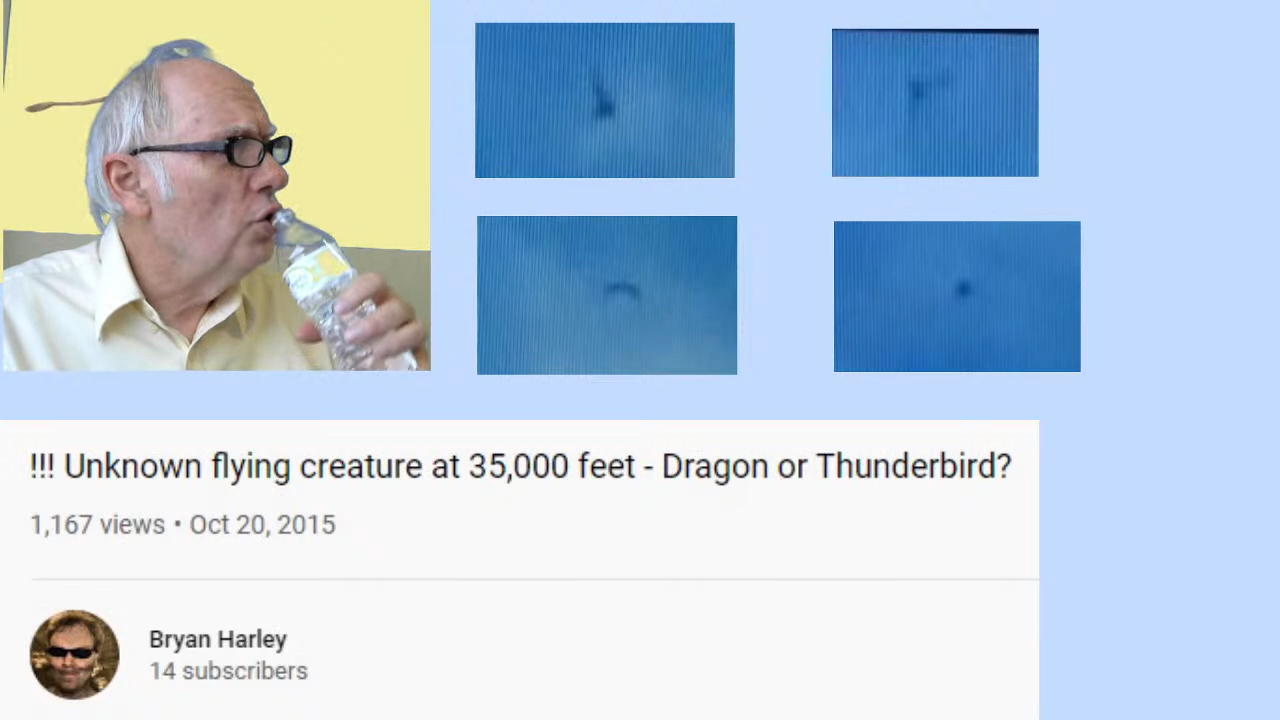 !!! Unknown flying creature at 35,000 feet - Dragon or Thunderbird?
1,167 views • Oct 20, 2015
Bryan Harley
14 subscribers